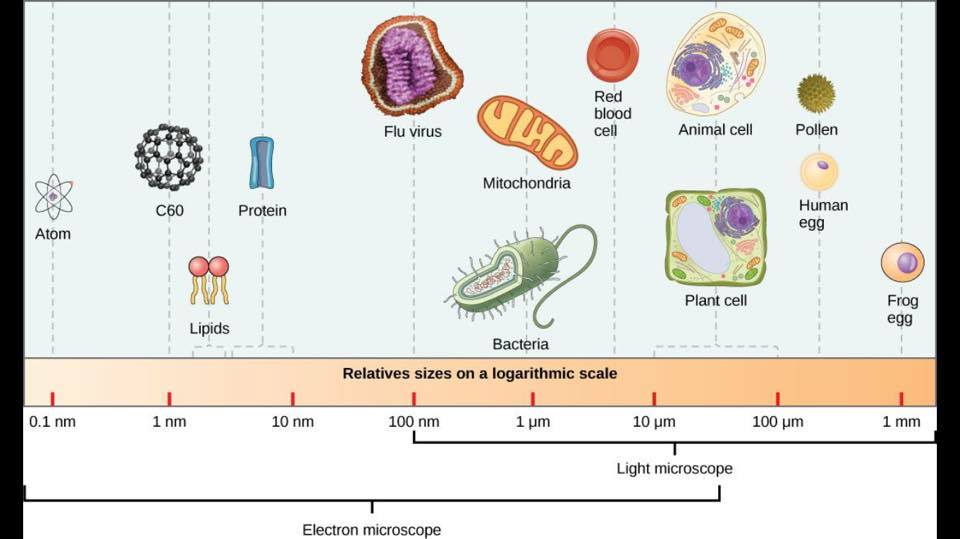 Flu virus
Red
blood
cell
Animal cell
Pollen
Mitochondria
C60
Protein
Human
egg
Atom
Plant cell
Frog
egg
Lipids
Bacteria
Relatives sizes on a logarithmic scale
0.1 nm 1 nm 10 nm 100 nm 1 μm 10 μm 100 μm 1 mm
Light microscope
Electron microscope